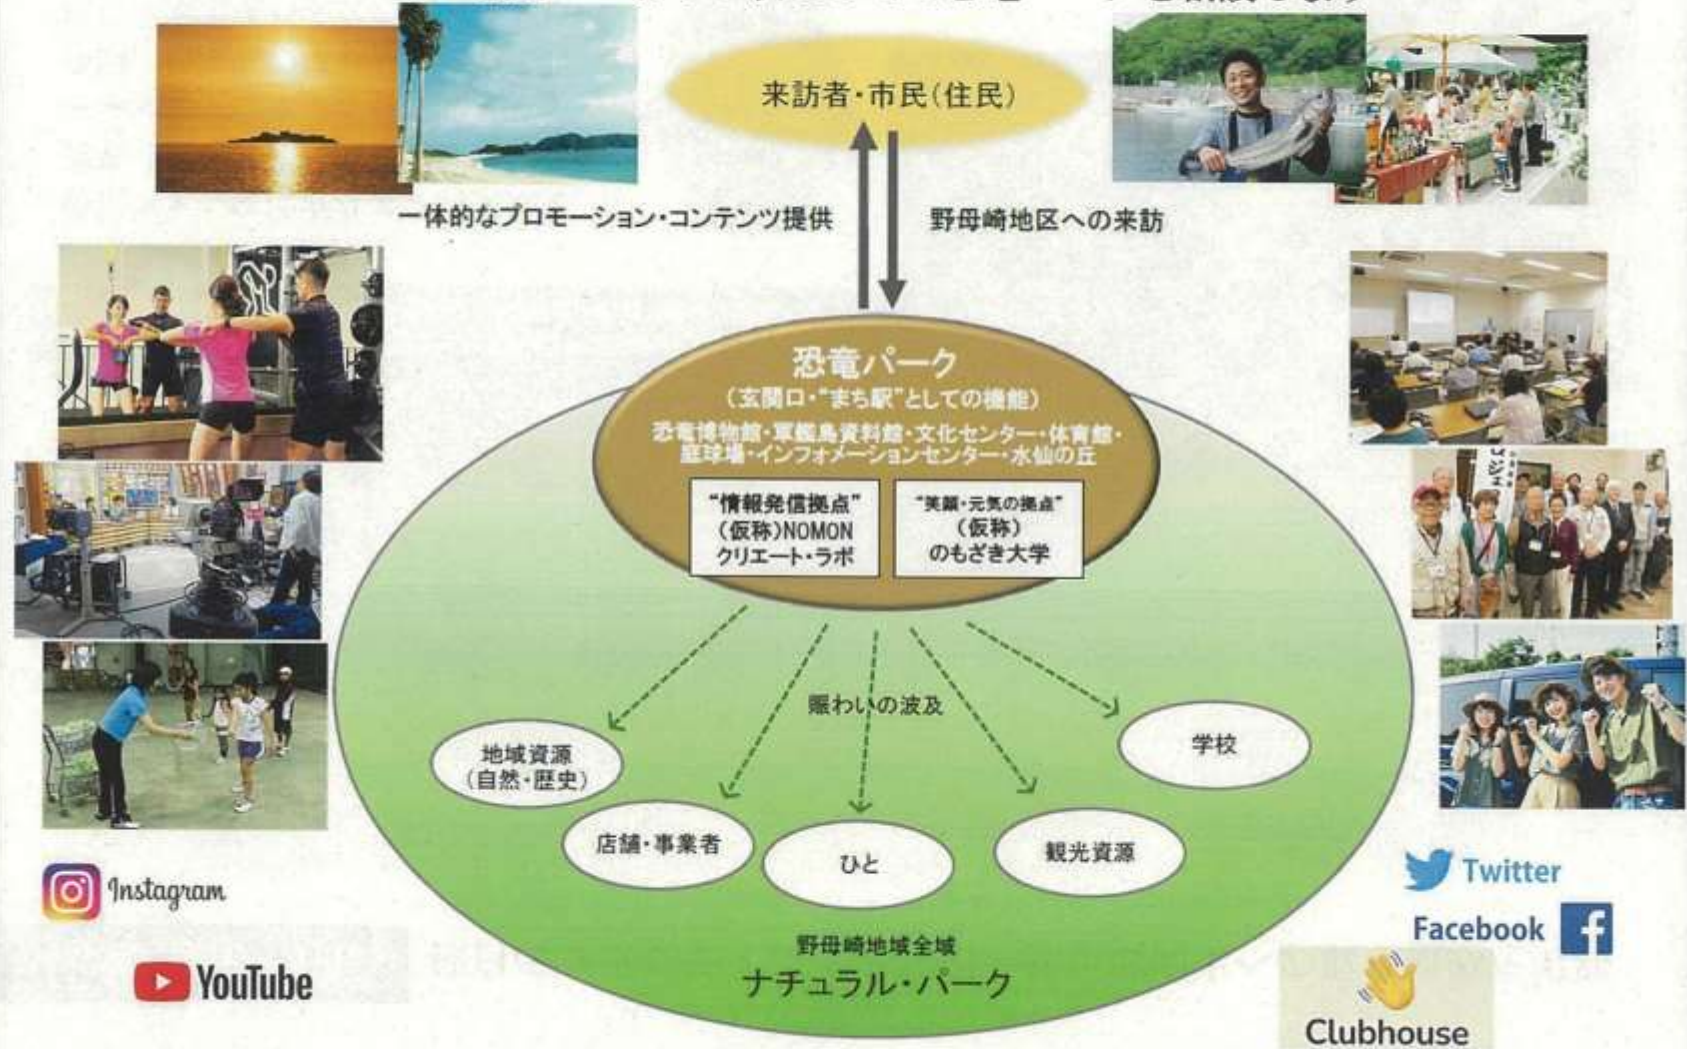 来訪者・市民(住民)
一体的なプロモーション・コンテンツ提供
野母崎地区への来訪
恐竜パーク
(玄関口・“まち駅”としての機能)
恐竜博物館・軍艦島資料館・文化センター・体育館・
庭球場・インフォメーションセンター・水仙の丘
“情報発信拠点”
(仮称)NOMON
クリエート・ラボ
“笑顔・元気の拠点”
(仮称)
のもざき大学
賑わいの波及
地域資源
(自然・歴史)
店舗・事業者
ひと
観光資源
学校
野母崎地域全域
ナチュラル・パーク
Instagram
YouTube
Twitter
Facebook
Clubhouse